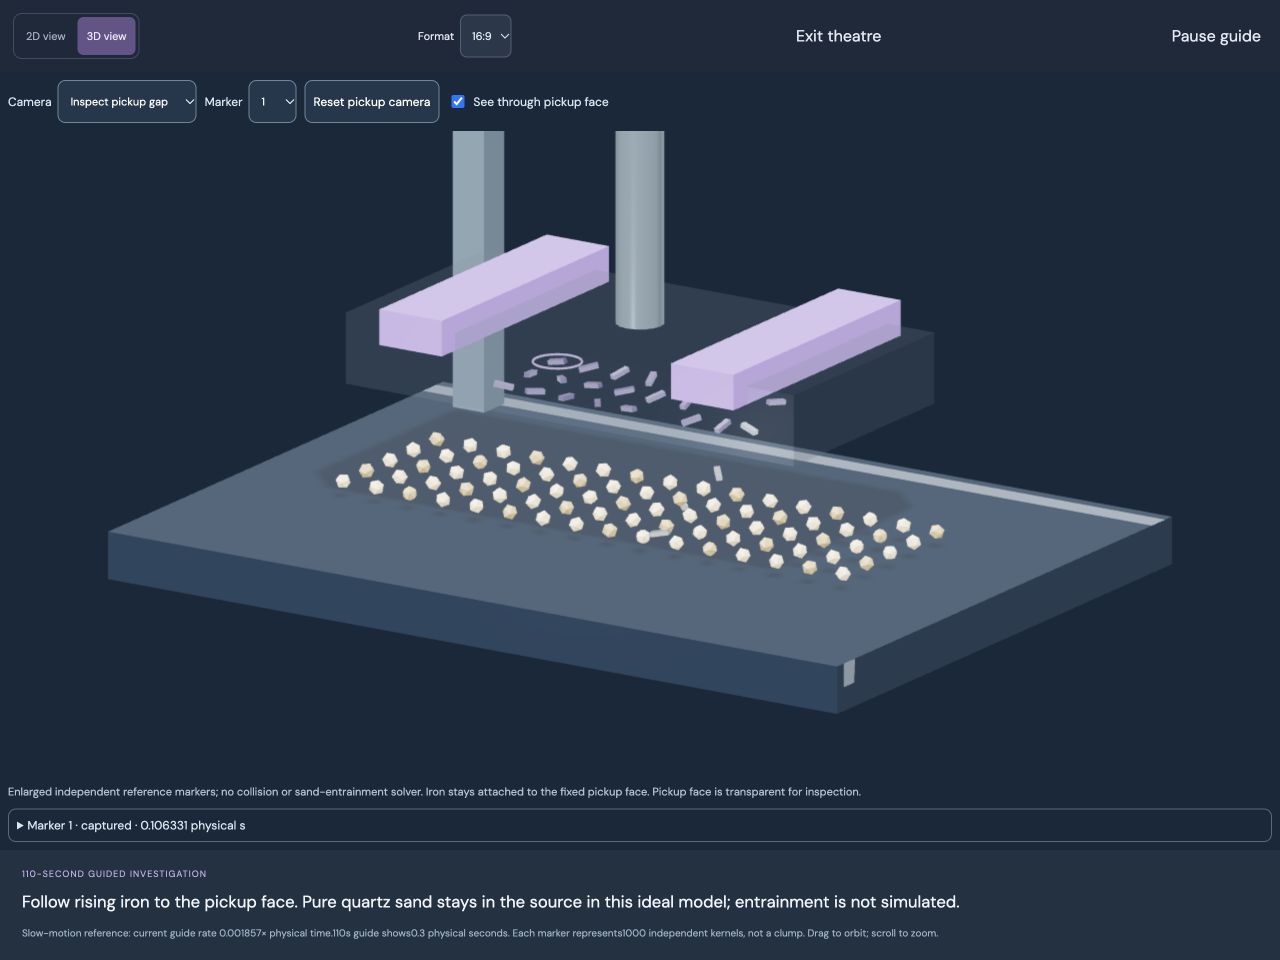 2D view 3D view Format 16:9 Exit theatre Pause guide
Camera Inspect pickup gap Marker 1 Reset pickup camera See through pickup face
Enlarged independent reference markers; no collision or sand-entrainment solver. Iron stays attached to the fixed pickup face. Pickup face is transparent for inspection.
Marker 1 · captured · 0.106331 physical s
110-SECOND GUIDED INVESTIGATION
Follow rising iron to the pickup face. Pure quartz sand stays in the source in this ideal model; entrainment is not simulated.
Slow-motion reference: current guide rate 0.001857× physical time.110s guide shows0.3 physical seconds. Each marker represents1000 independent kernels, not a clump. Drag to orbit; scroll to zoom.